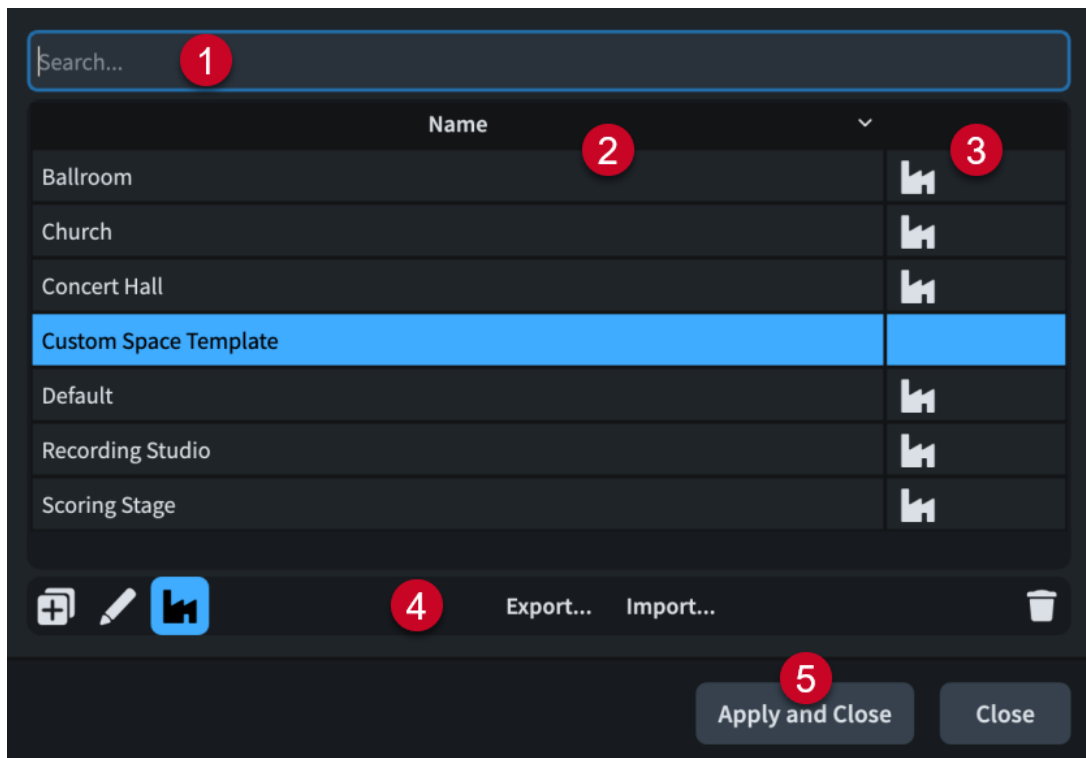 Search...
1
Name
2
3
Ballroom
Church
Concert Hall
Custom Space Template
Default
Recording Studio
Scoring Stage
4
Export... Import...
5
Apply and Close Close